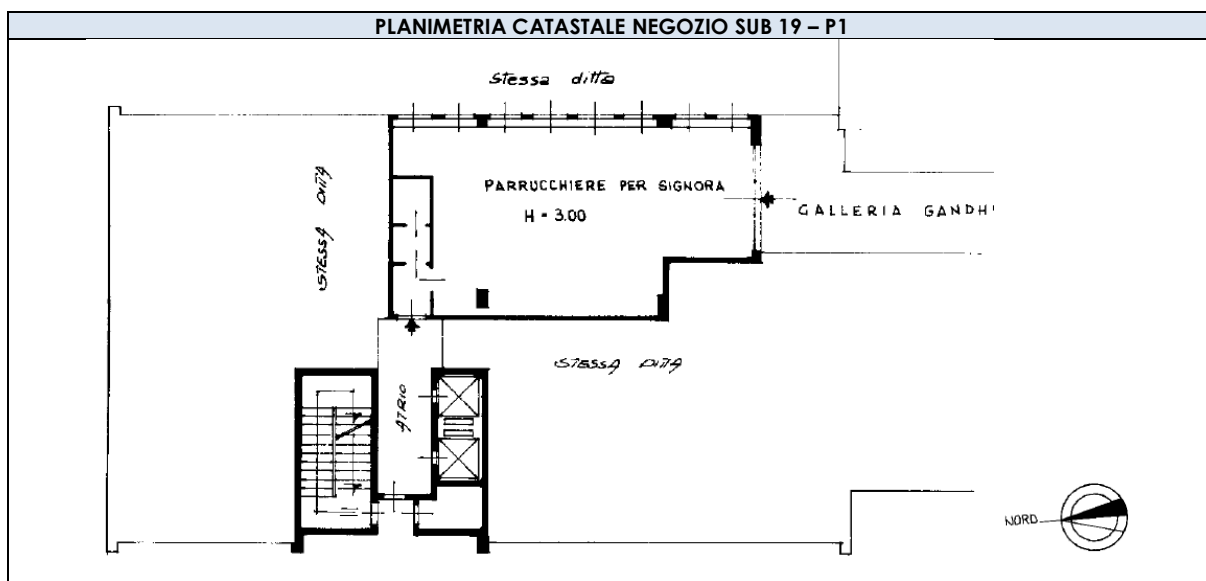 PLANIMETRIA CATASTALE NEGOZIO SUB 19 – P1
Stessa ditta
STESSA DITTA
PARRUCCHIERE PER SIGNORA
H = 3.00
GALLERIA GANDHI
STESSA DITTA
ATRIO
NORD